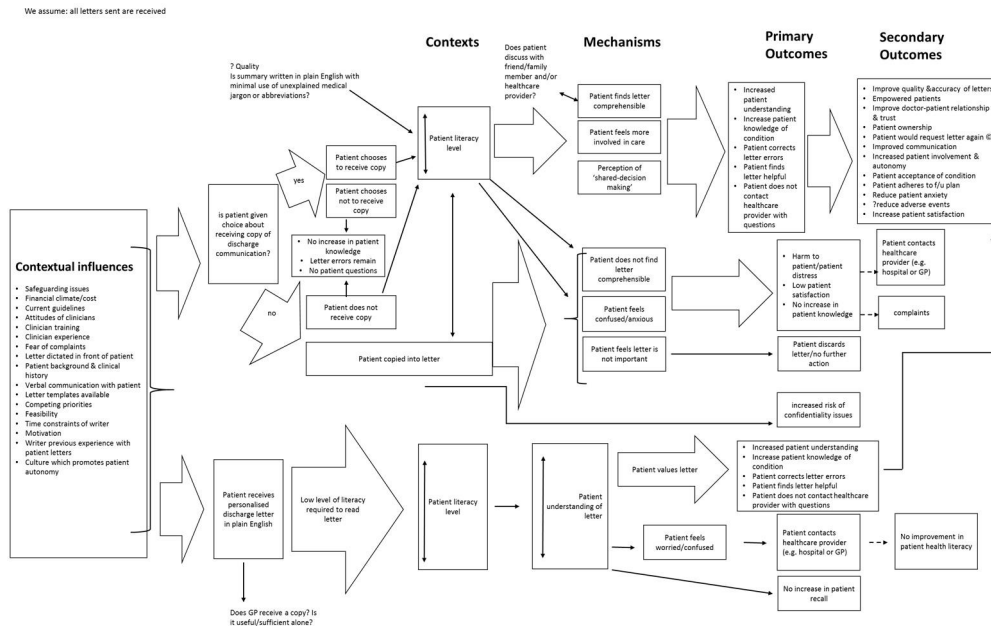 We assume: all letters sent are received
Contexts
Mechanisms
Primary
Outcomes
Secondary
Outcomes
? Quality
Is summary written in plain English with
minimal use of unexplained medical
jargon or abbreviations?
Does patient
discuss with
friend/family
member and/or
healthcare
provider?
Patient literacy
level
Patient finds letter
comprehensible
Patient feels more
involved in care
Perception of
'shared-decision
making'
• Increased
patient
understanding
• Increase patient
knowledge of
condition
• Patient corrects
letter errors
• Patient finds
letter helpful
• Patient does not
contact
healthcare
provider with
questions
• Improve quality &accuracy of letters
• Empowered patients
• Improve doctor-patient relationship
& trust
• Patient ownership
• Patient would request letter again ©
• Improved communication
• Increased patient involvement &
autonomy
• Patient acceptance of condition
• Patient adheres to f/u plan
• Reduce patient anxiety
• ?reduce adverse events
• Increase patient satisfaction
yes
Patient chooses
to receive copy
Patient chooses
not to receive
copy
is patient given
choice about
receiving copy of
discharge
communication?
• No increase in patient
knowledge
• Letter errors remain
• No patient questions
no
Patient does not
receive copy
Patient copied into letter
Contextual influences
• Safeguarding issues
• Financial climate/cost
• Current guidelines
• Attitudes of clinicians
• Clinician training
• Clinician experience
• Fear of complaints
• Letter dictated in front of patient
• Patient background & clinical
history
• Verbal communication with patient
• Letter templates available
• Competing priorities
• Feasibility
• Time constraints of writer
• Motivation
• Writer previous experience with
patient letters
• Culture which promotes patient
autonomy
Patient does not find
letter
comprehensible
Patient feels
confused/anxious
Patient feels letter is
not important
• Harm to
patient/patient
distress
• Low patient
satisfaction
• No increase in
patient knowledge
Patient contacts
healthcare
provider (e.g.
hospital or GP)
complaints
Patient discards
letter/no further
action
increased risk of
confidentiality issues
Patient receives
personalised
discharge letter
in plain English
Low level of literacy
required to read
letter
Patient literacy
level
Patient
understanding of
letter
Patient values letter
• Increased patient understanding
• Increase patient knowledge of
condition
• Patient corrects letter errors
• Patient finds letter helpful
• Patient does not contact healthcare
provider with questions
Patient feels
worried/confused
Patient contacts
healthcare provider
(e.g. hospital or GP)
No improvement in
patient health literacy
No increase in patient
recall
Does GP receive a copy? Is
it useful/sufficient alone?